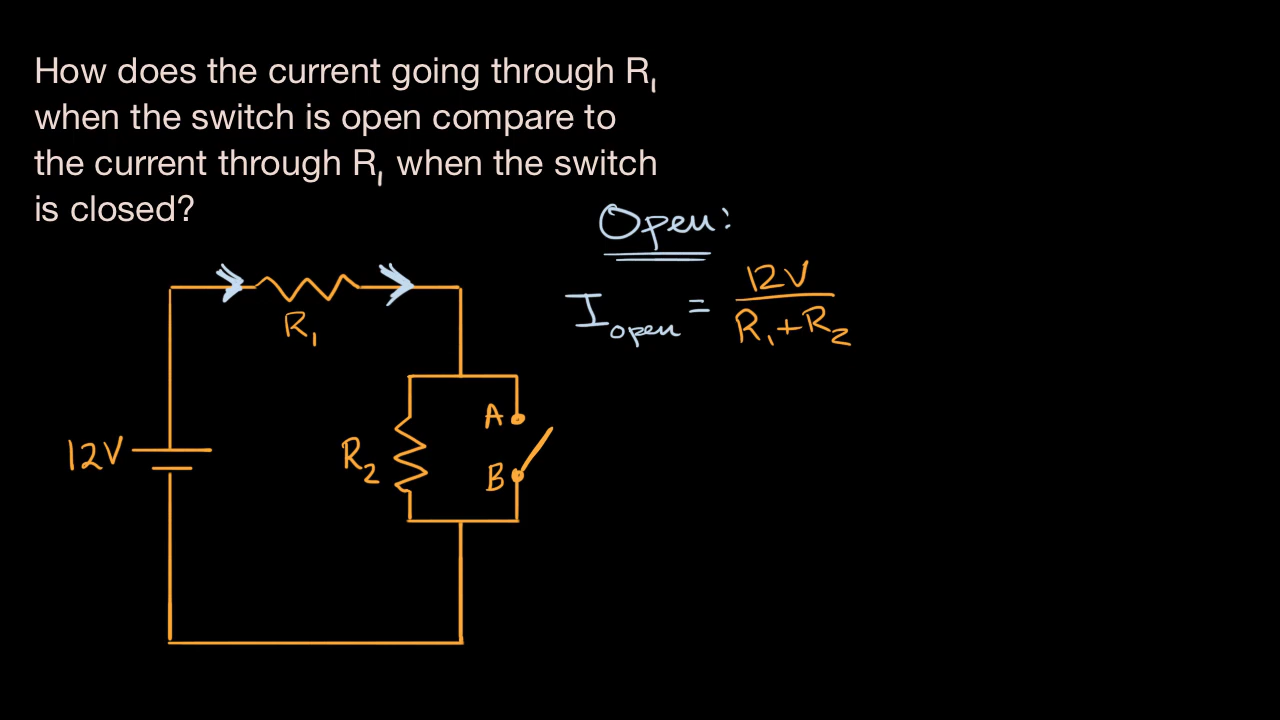 How does the current going through R₁
when the switch is open compare to
the current through R₁ when the switch
is closed?
Open:
I open = 12V / R₁+R₂
R₁
A
12V
R₂
B